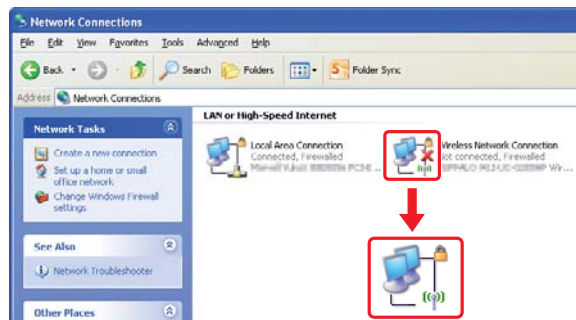 Network Connections
File Edit View Favorites Tools Advanced Help
Back Search Folders Folder Sync
Address Network Connections
Network Tasks
Create a new connection
Set up a home or small
office network
Change Windows Firewall
settings
See Also
Network Troubleshooter
Other Places
LAN or High-Speed Internet
Local Area Connection
Connected, Firewalled
Wireless Network Connection
Not connected, Firewalled